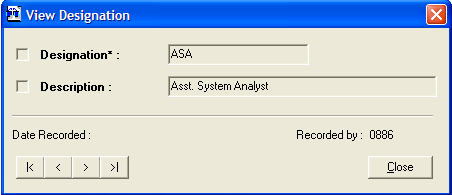 View Designation
Designation* : ASA
Description : Asst. System Analyst
Date Recorded : Recorded by : 0886
|< < > >| Close